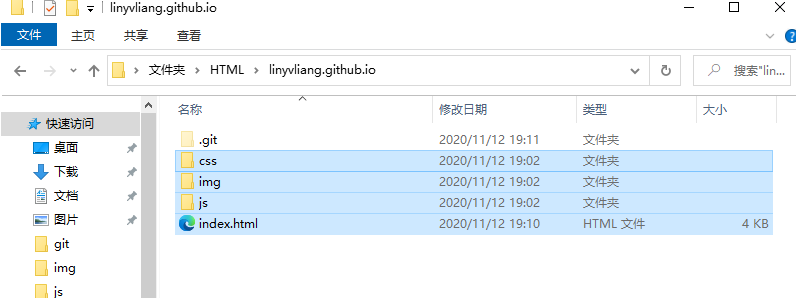 linyvliang.github.io
文件 主页 共享 查看
文件夹 HTML linyvliang.github.io 搜索"lin...
名称 修改日期 类型 大小
快速访问
.git 2020/11/12 19:11 文件夹
桌面
css 2020/11/12 19:02 文件夹
下载
img 2020/11/12 19:02 文件夹
文档
js 2020/11/12 19:02 文件夹
图片
index.html 2020/11/12 19:10 HTML 文件 4 KB
git
img
js